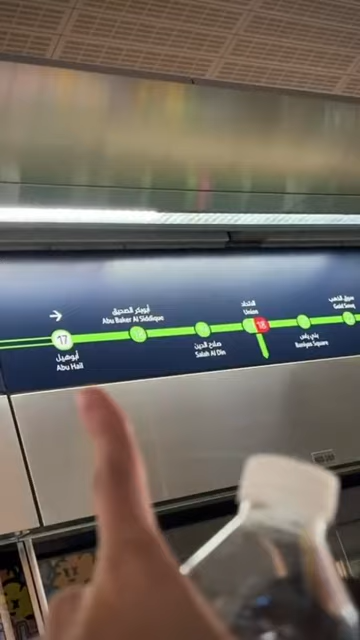 →
17
أبوهيل
Abu Hail
أبوبكر الصديق
Abu Baker Al Siddique
صلاح الدين
Salah Al Din
الاتحاد
Union
18
بني ياس
Baniyas Square
سوق الذهب
Gold Souq